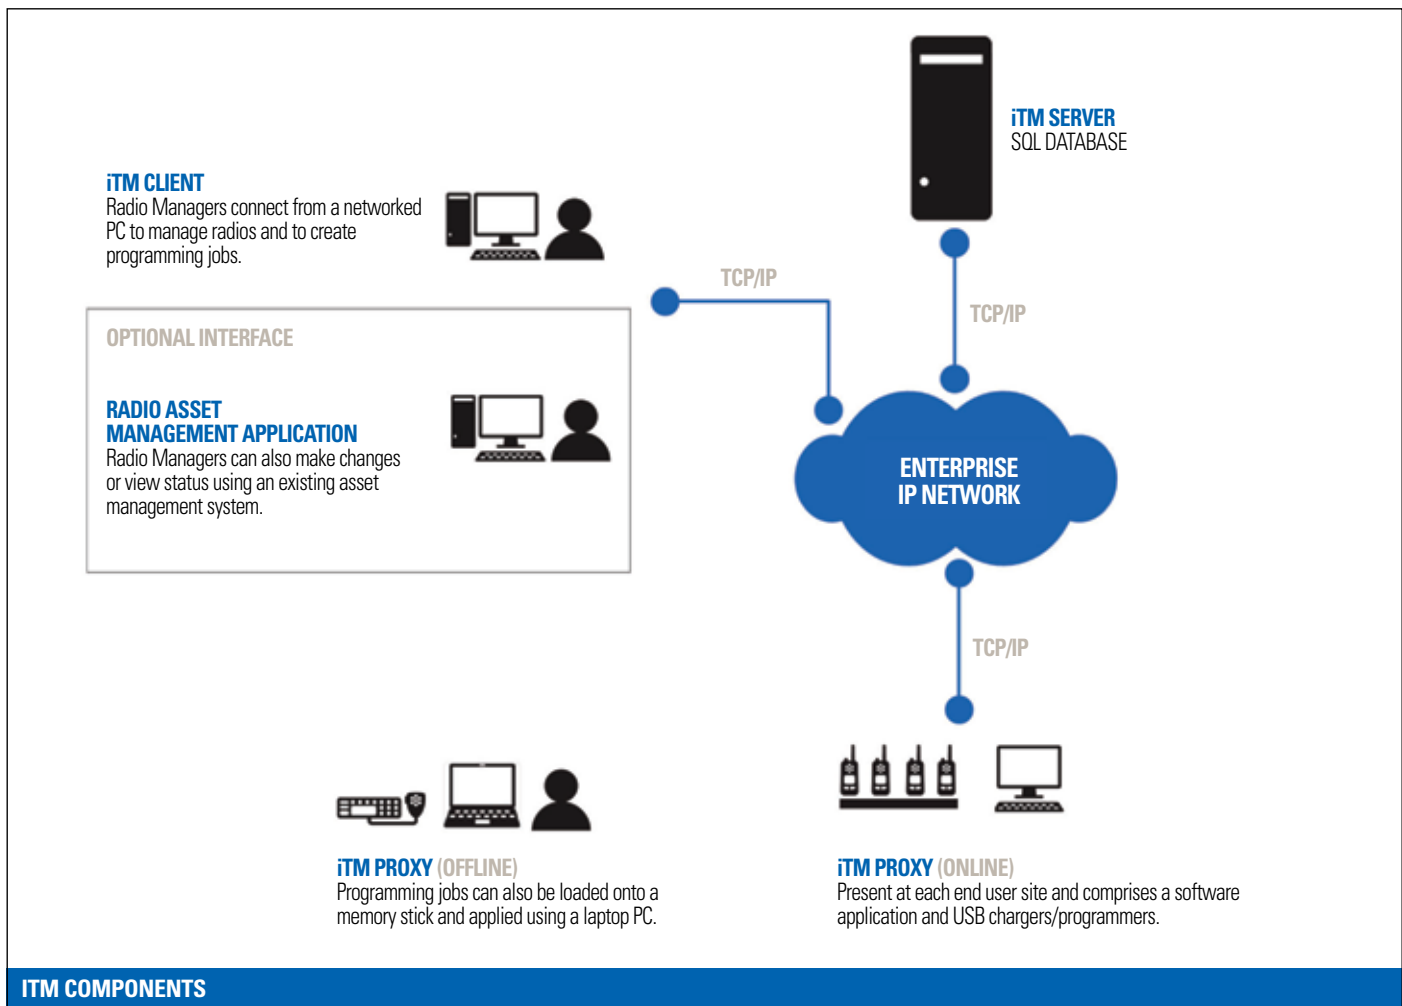 iTM SERVER
SQL DATABASE
iTM CLIENT
Radio Managers connect from a networked
PC to manage radios and to create
programming jobs.
TCP/IP
TCP/IP
OPTIONAL INTERFACE
RADIO ASSET
MANAGEMENT APPLICATION
Radio Managers can also make changes
or view status using an existing asset
management system.
ENTERPRISE
IP NETWORK
TCP/IP
iTM PROXY (OFFLINE)
Programming jobs can also be loaded onto a
memory stick and applied using a laptop PC.
iTM PROXY (ONLINE)
Present at each end user site and comprises a software
application and USB chargers/programmers.
ITM COMPONENTS